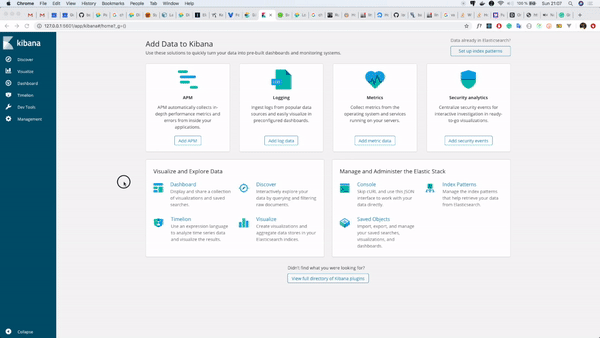 Chrome File Edit View History Bookmarks People Tab Window Help
Sun 21:07
127.0.0.1:5601/app/kibana#/home?_g=()
kibana
Discover
Visualize
Dashboard
Timelion
Dev Tools
Management
Collapse
Add Data to Kibana
Use these solutions to quickly turn your data into pre-built dashboards and monitoring systems.
Data already in Elasticsearch?
Set up index patterns
APM
APM automatically collects in-
depth performance metrics and
errors from inside your
applications.
Add APM
Logging
Ingest logs from popular data
sources and easily visualize in
preconfigured dashboards.
Add log data
Metrics
Collect metrics from the
operating system and services
running on your servers.
Add metric data
Security analytics
Centralize security events for
interactive investigation in ready-
to-go visualizations.
Add security events
Visualize and Explore Data
Dashboard
Display and share a collection
of visualizations and saved
searches.
Discover
Interactively explore your
data by querying and filtering
raw documents.
Timelion
Use an expression language
to analyze time series data
and visualize the results.
Visualize
Create visualizations and
aggregate data stores in your
Elasticsearch indices.
Manage and Administer the Elastic Stack
Console
Skip cURL and use this JSON
interface to work with your
data directly.
Index Patterns
Manage the index patterns
that help retrieve your data
from Elasticsearch.
Saved Objects
Import, export, and manage
your saved searches,
visualizations, and
dashboards.
Didn't find what you were looking for?
View full directory of Kibana plugins